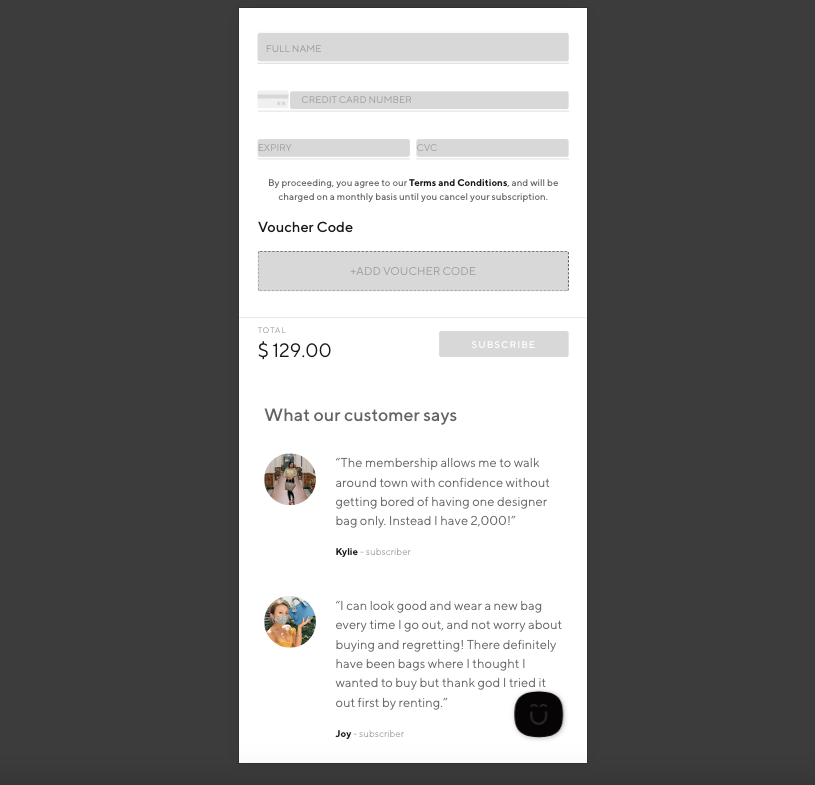 FULL NAME
CREDIT CARD NUMBER
EXPIRY
CVC
By proceeding, you agree to our Terms and Conditions, and will be
charged on a monthly basis until you cancel your subscription.
Voucher Code
+ADD VOUCHER CODE
TOTAL
$ 129.00
SUBSCRIBE
What our customer says
“The membership allows me to walk
around town with confidence without
getting bored of having one designer
bag only. Instead I have 2,000!”
Kylie - subscriber
“I can look good and wear a new bag
every time I go out, and not worry about
buying and regretting! There definitely
have been bags where I thought I
wanted to buy but thank god I tried it
out first by renting.”
Joy - subscriber